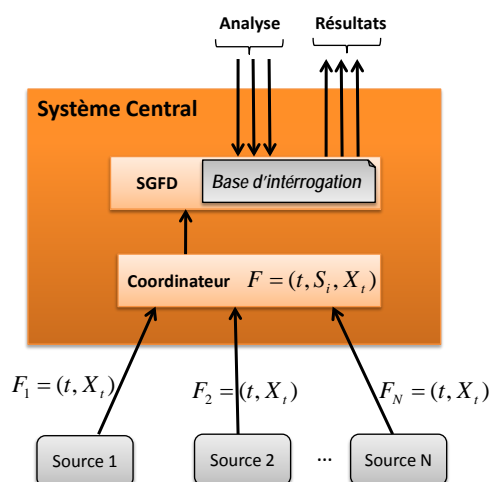 Analyse Résultats
Système Central
SGFD Base d'intérrogation
Coordinateur F = (t, S_i, X_t)
F_1 = (t, X_t) F_2 = (t, X_t) F_N = (t, X_t)
Source 1 Source 2 ... Source N